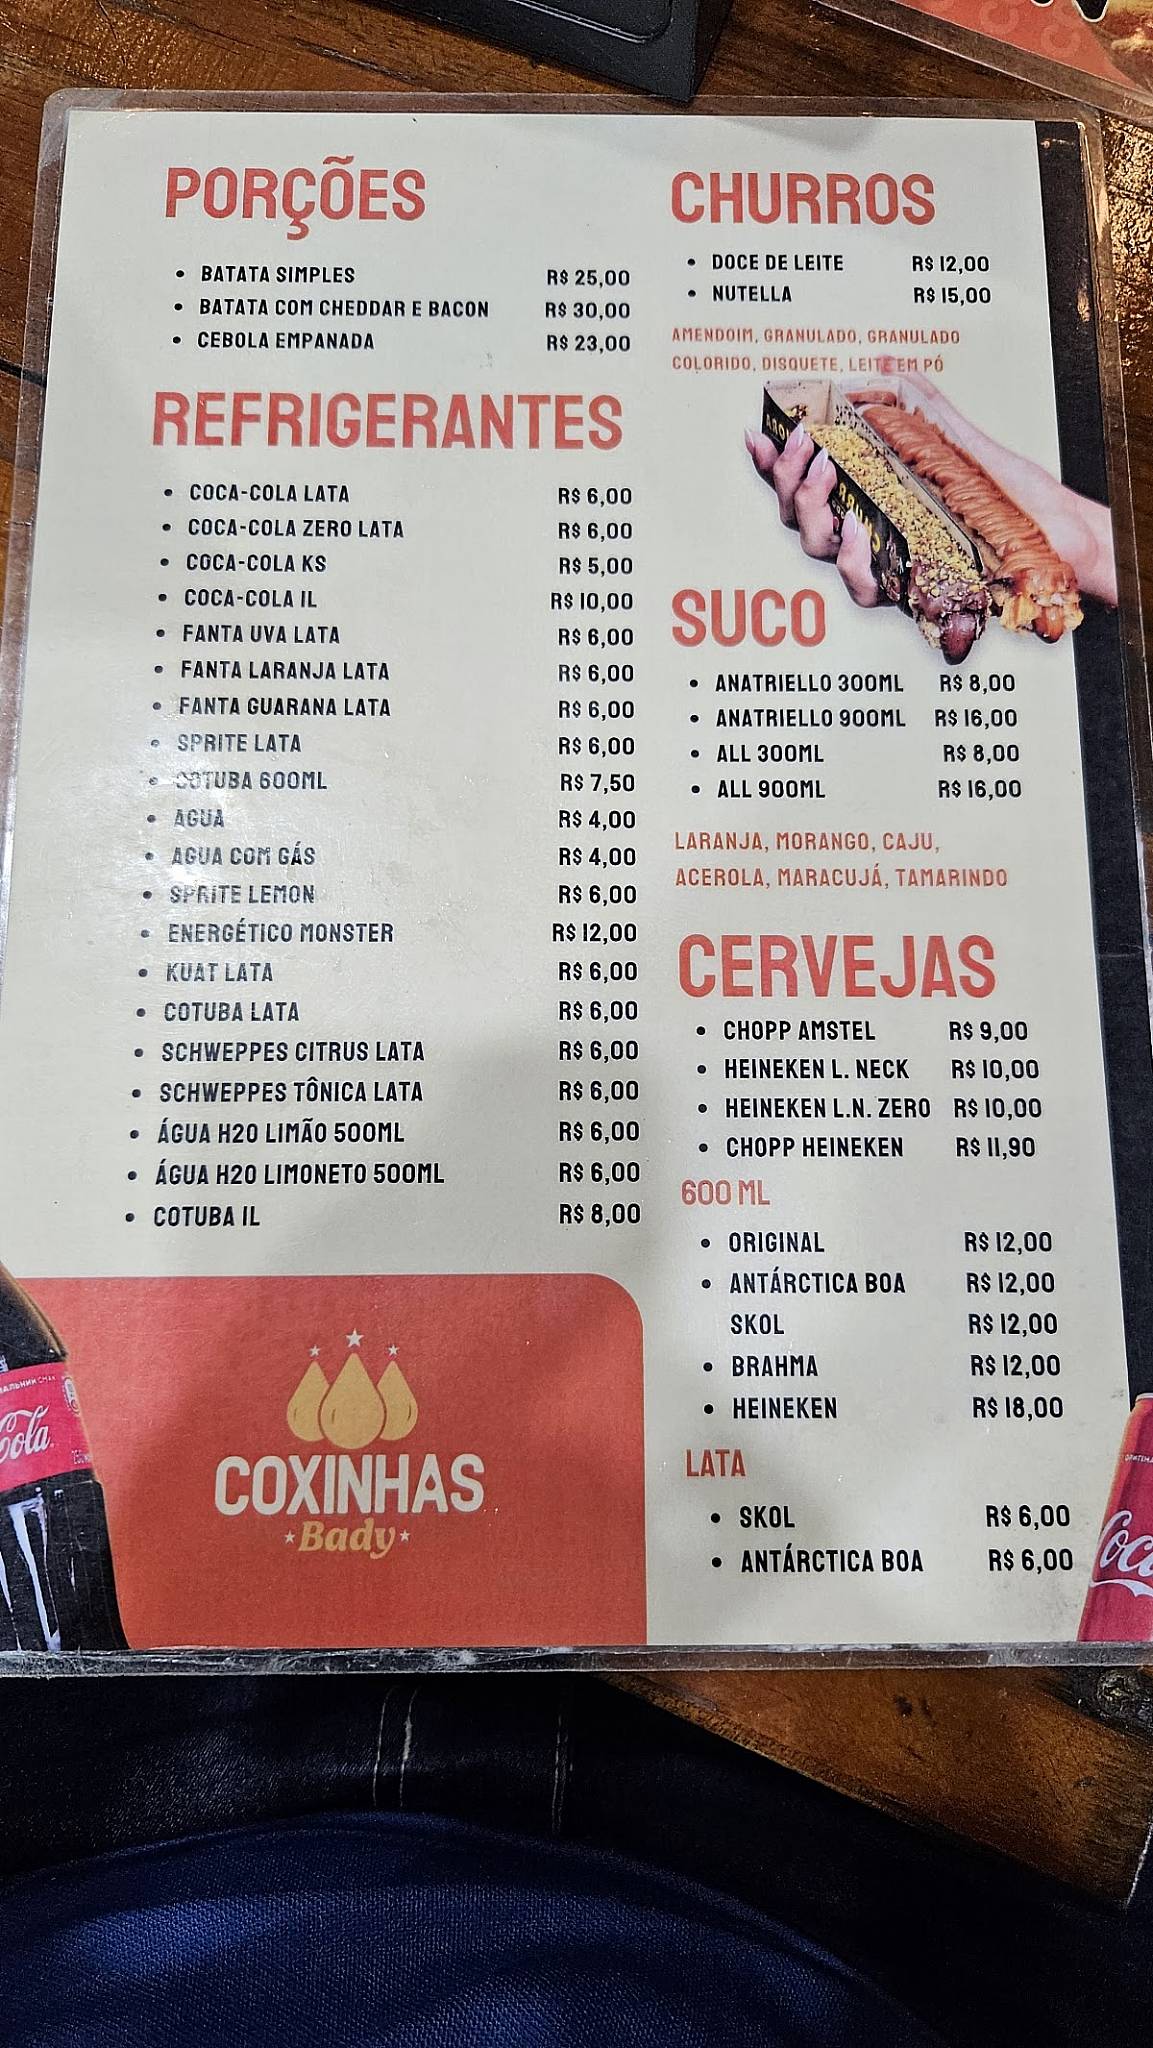 PORÇÕES
BATATA SIMPLES R$ 25,00
BATATA COM CHEDDAR E BACON R$ 30,00
CEBOLA EMPANADA R$ 23,00
REFRIGERANTES
COCA-COLA LATA R$ 6,00
COCA-COLA ZERO LATA R$ 6,00
COCA-COLA KS R$ 5,00
COCA-COLA 1L R$ 10,00
FANTA UVA LATA R$ 6,00
FANTA LARANJA LATA R$ 6,00
FANTA GUARANA LATA R$ 6,00
SPRITE LATA R$ 6,00
COTUBA 600ML R$ 7,50
AGUA R$ 4,00
AGUA COM GÁS R$ 4,00
SPRITE LEMON R$ 6,00
ENERGÉTICO MONSTER R$ 12,00
KUAT LATA R$ 6,00
COTUBA LATA R$ 6,00
SCHWEPPES CITRUS LATA R$ 6,00
SCHWEPPES TÔNICA LATA R$ 6,00
ÁGUA H2O LIMÃO 500ML R$ 6,00
ÁGUA H2O LIMONETO 500ML R$ 6,00
COTUBA 1L R$ 8,00
COXINHAS
Bady
Cola
CHURROS
DOCE DE LEITE R$ 12,00
NUTELLA R$ 15,00
AMENDOIM, GRANULADO, GRANULADO
COLORIDO, DISQUETE, LEITE EM PÓ
SUCO
ANATRIELLO 300ML R$ 8,00
ANATRIELLO 900ML R$ 16,00
ALL 300ML R$ 8,00
ALL 900ML R$ 16,00
LARANJA, MORANGO, CAJU,
ACEROLA, MARACUJÁ, TAMARINDO
CERVEJAS
CHOPP AMSTEL R$ 9,00
HEINEKEN L. NECK R$ 10,00
HEINEKEN L.N. ZERO R$ 10,00
CHOPP HEINEKEN R$ 11,90
600 ML
ORIGINAL R$ 12,00
ANTÁRCTICA BOA R$ 12,00
SKOL R$ 12,00
BRAHMA R$ 12,00
HEINEKEN R$ 18,00
LATA
SKOL R$ 6,00
ANTÁRCTICA BOA R$ 6,00
Coc